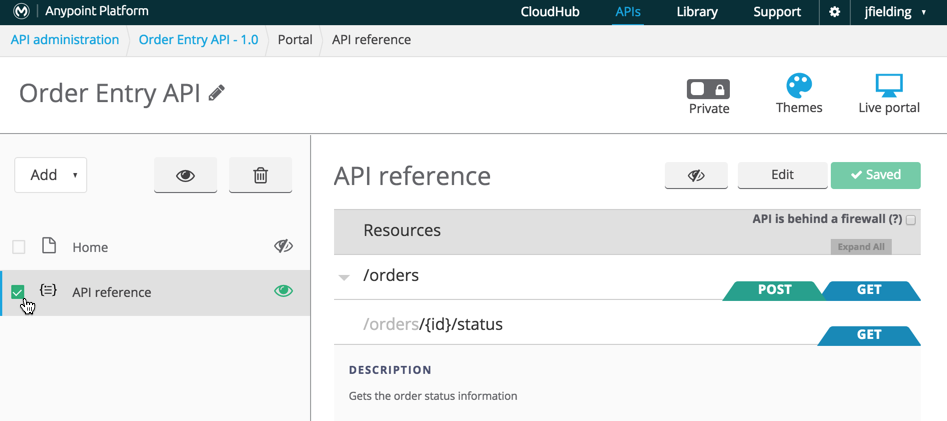 Anypoint Platform CloudHub APIs Library Support jfielding
API administration Order Entry API - 1.0 Portal API reference
Order Entry API
Private Themes Live portal
Add
Home
API reference
API reference Edit Saved
API is behind a firewall (?)
Resources
Expand All
/orders
POST GET
/orders/{id}/status
GET
DESCRIPTION
Gets the order status information